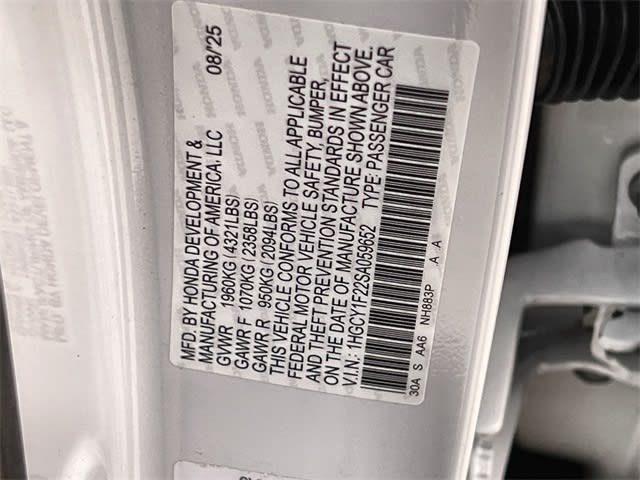 MFD. BY HONDA DEVELOPMENT & 08/25
MANUFACTURING OF AMERICA, LLC
GVWR 1960KG (4321LBS)
GAWR F 1070KG (2358LBS)
GAWR R 950KG (2094LBS)
THIS VEHICLE CONFORMS TO ALL APPLICABLE
FEDERAL MOTOR VEHICLE SAFETY, BUMPER,
AND THEFT PREVENTION STANDARDS IN EFFECT
ON THE DATE OF MANUFACTURE SHOWN ABOVE.
V.I.N.: 1HGCY1F22SA059652 TYPE: PASSENGER CAR
30A S AA6 NH883P A A